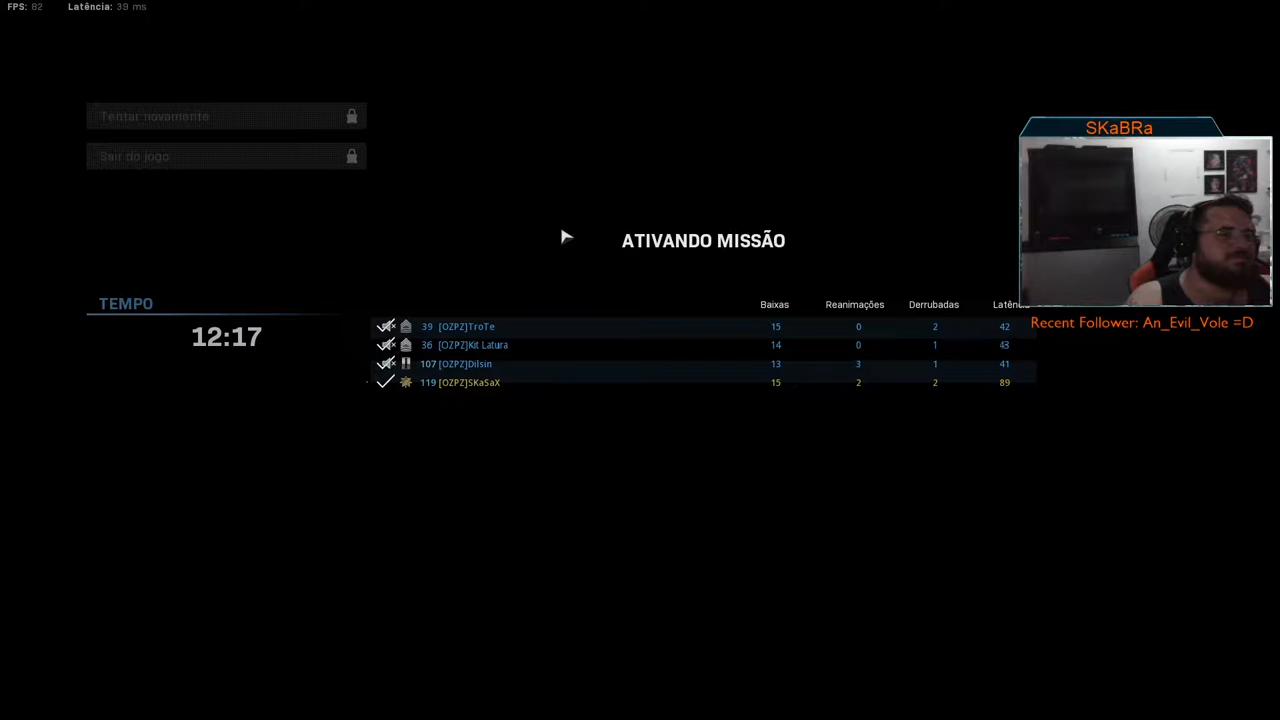 FPS: 82 Latência: 39 ms
Tentar novamente
Sair do jogo
SKaBRa
ATIVANDO MISSÃO
TEMPO
12:17
Baixas Reanimações Derrubadas Latênc
39 [OZPZ]TroTe 15 0 2 42
36 [OZPZ]Kit Latura 14 0 1 43
107 [OZPZ]Dilsin 13 3 1 41
119 [OZPZ]SKaSaX 15 2 2 89
Recent Follower: An_Evil_Vole =D